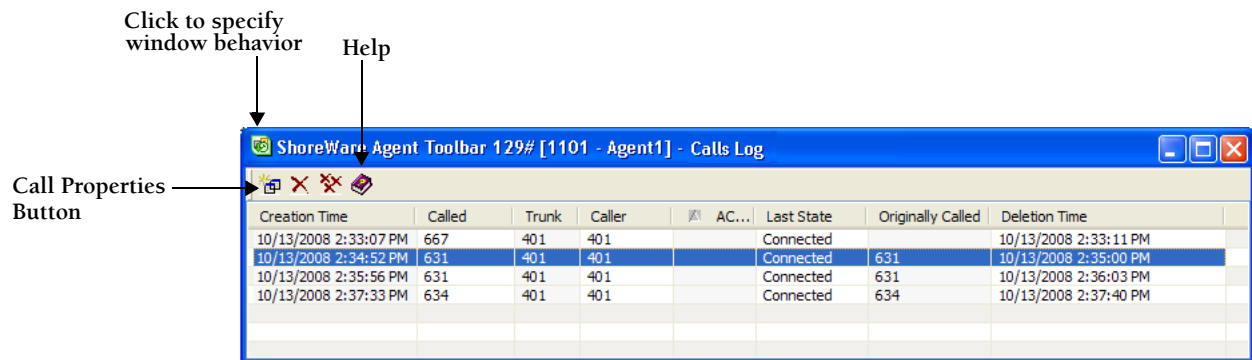 Click to specify
window behavior
Help
ShoreWare Agent Toolbar 129# [1101 - Agent1] - Calls Log
Call Properties
Button
Creation Time Called Trunk Caller AC... Last State Originally Called Deletion Time
10/13/2008 2:33:07 PM 667 401 401 Connected 10/13/2008 2:33:11 PM
10/13/2008 2:34:52 PM 631 401 401 Connected 631 10/13/2008 2:35:00 PM
10/13/2008 2:35:56 PM 631 401 401 Connected 631 10/13/2008 2:36:03 PM
10/13/2008 2:37:33 PM 634 401 401 Connected 634 10/13/2008 2:37:40 PM